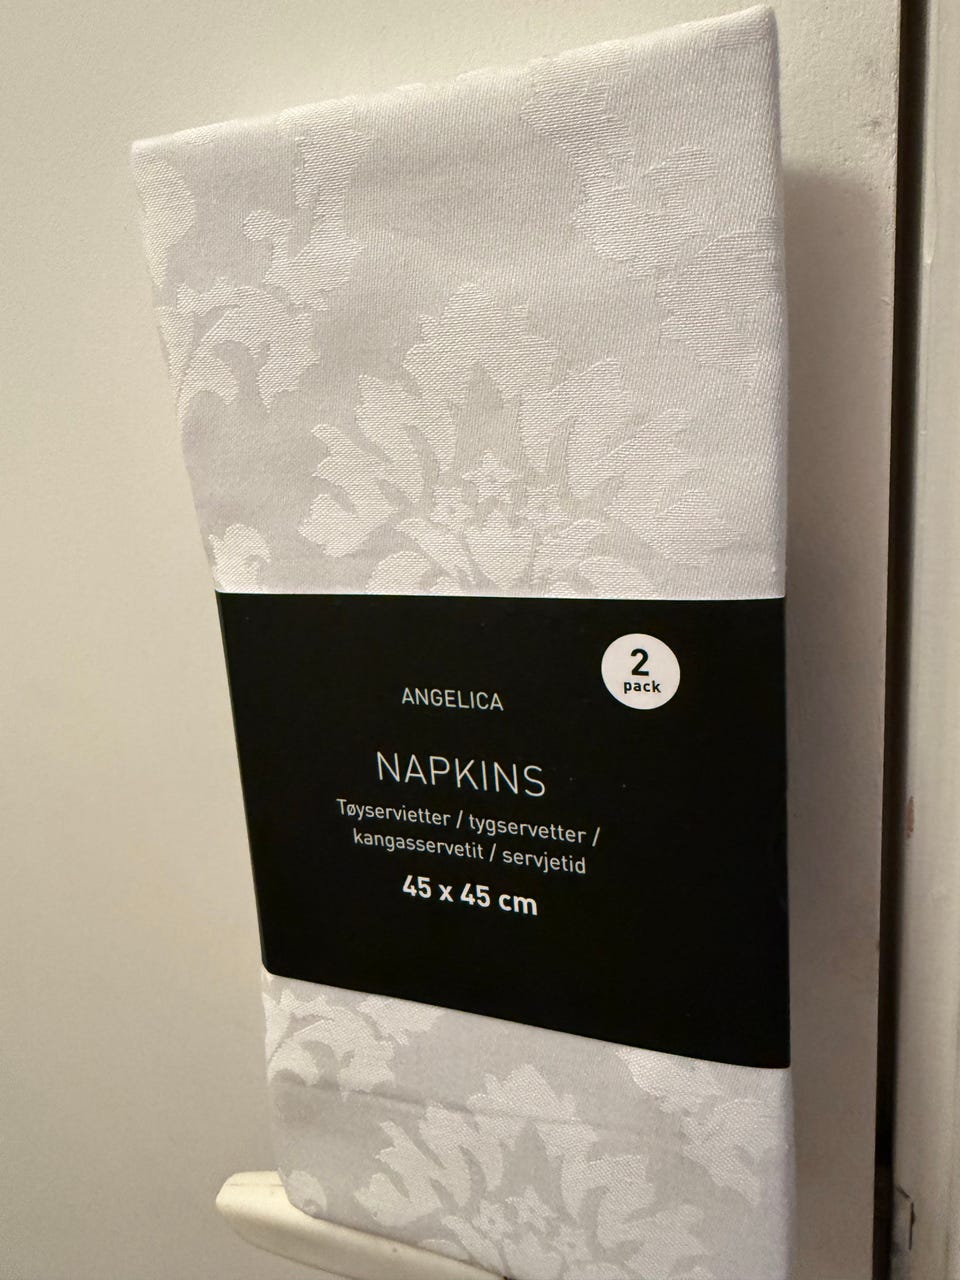 2
pack
ANGELICA
NAPKINS
Tøyservietter / tygservetter /
kangasservetit / servjetid
45 x 45 cm